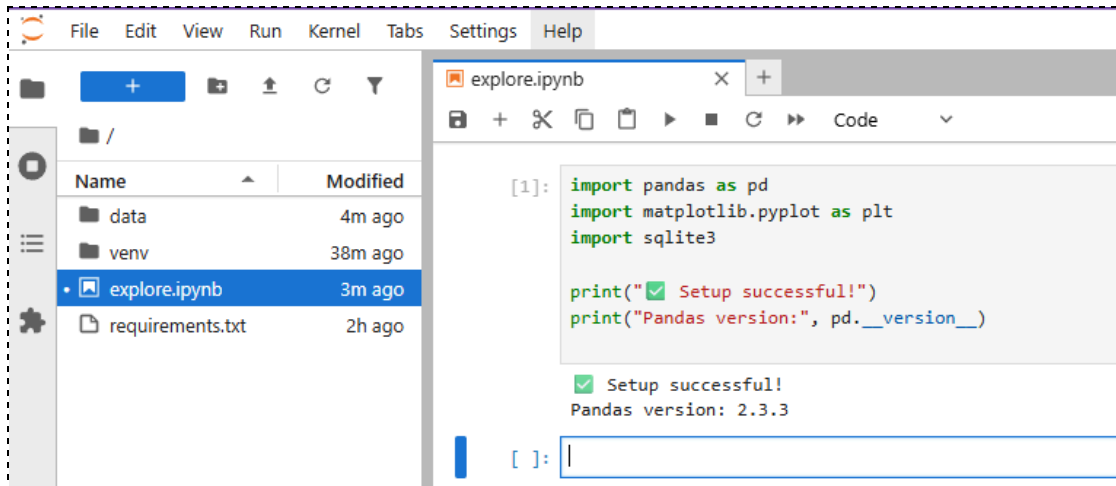 File Edit View Run Kernel Tabs Settings Help
/
Name Modified
data 4m ago
venv 38m ago
explore.ipynb 3m ago
requirements.txt 2h ago
explore.ipynb
Code
[1]: import pandas as pd
import matplotlib.pyplot as plt
import sqlite3
print("✅ Setup successful!")
print("Pandas version:", pd.__version__)
✅ Setup successful!
Pandas version: 2.3.3
[ ]: